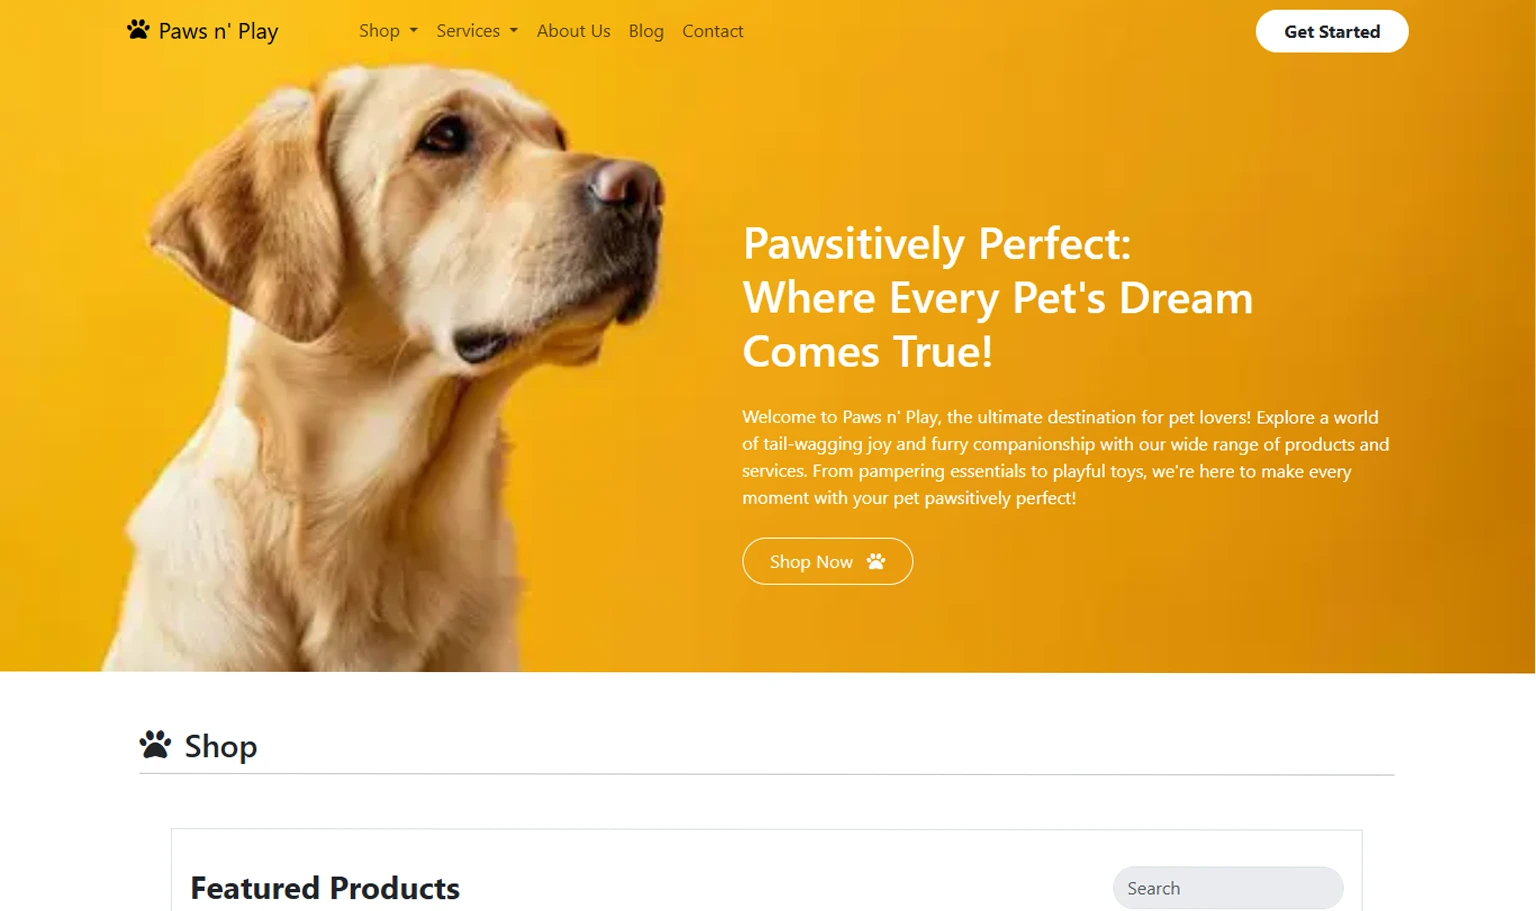 Paws n' Play
Shop
Services
About Us
Blog
Contact
Get Started
Pawsitively Perfect:
Where Every Pet's Dream
Comes True!
Welcome to Paws n' Play, the ultimate destination for pet lovers! Explore a world
of tail-wagging joy and furry companionship with our wide range of products and
services. From pampering essentials to playful toys, we're here to make every
moment with your pet pawsitively perfect!
Shop Now
Shop
Featured Products
Search